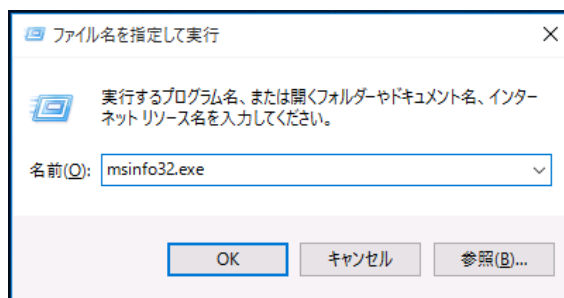 ファイル名を指定して実行
実行するプログラム名、または開くフォルダーやドキュメント名、インター
ネット リソース名を入力してください。
名前(O): msinfo32.exe
OK キャンセル 参照(B)...